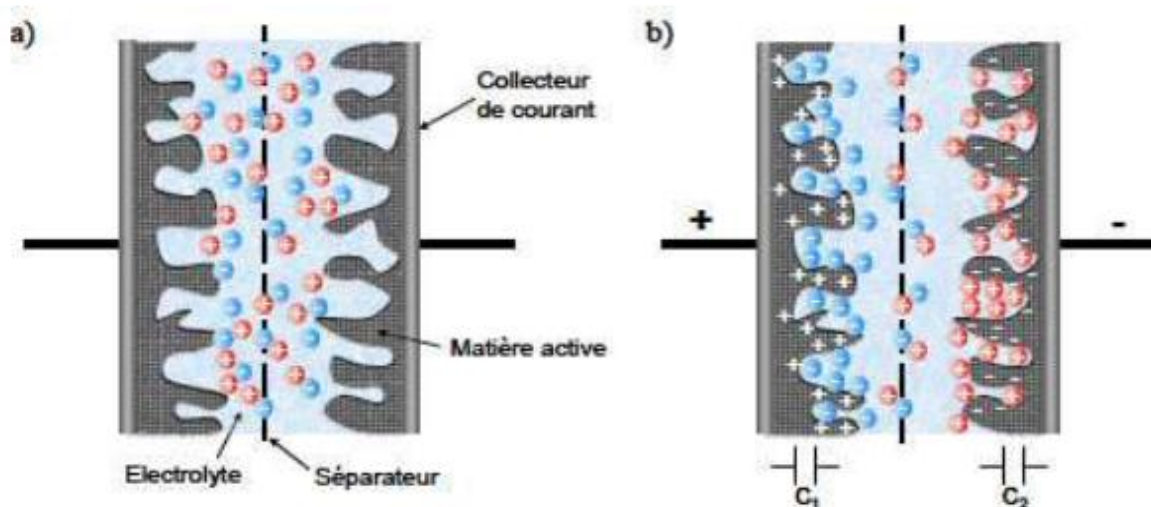 a)
Collecteur
de courant
Matière active
Electrolyte
Séparateur
b)
+
-
C₁
C₂